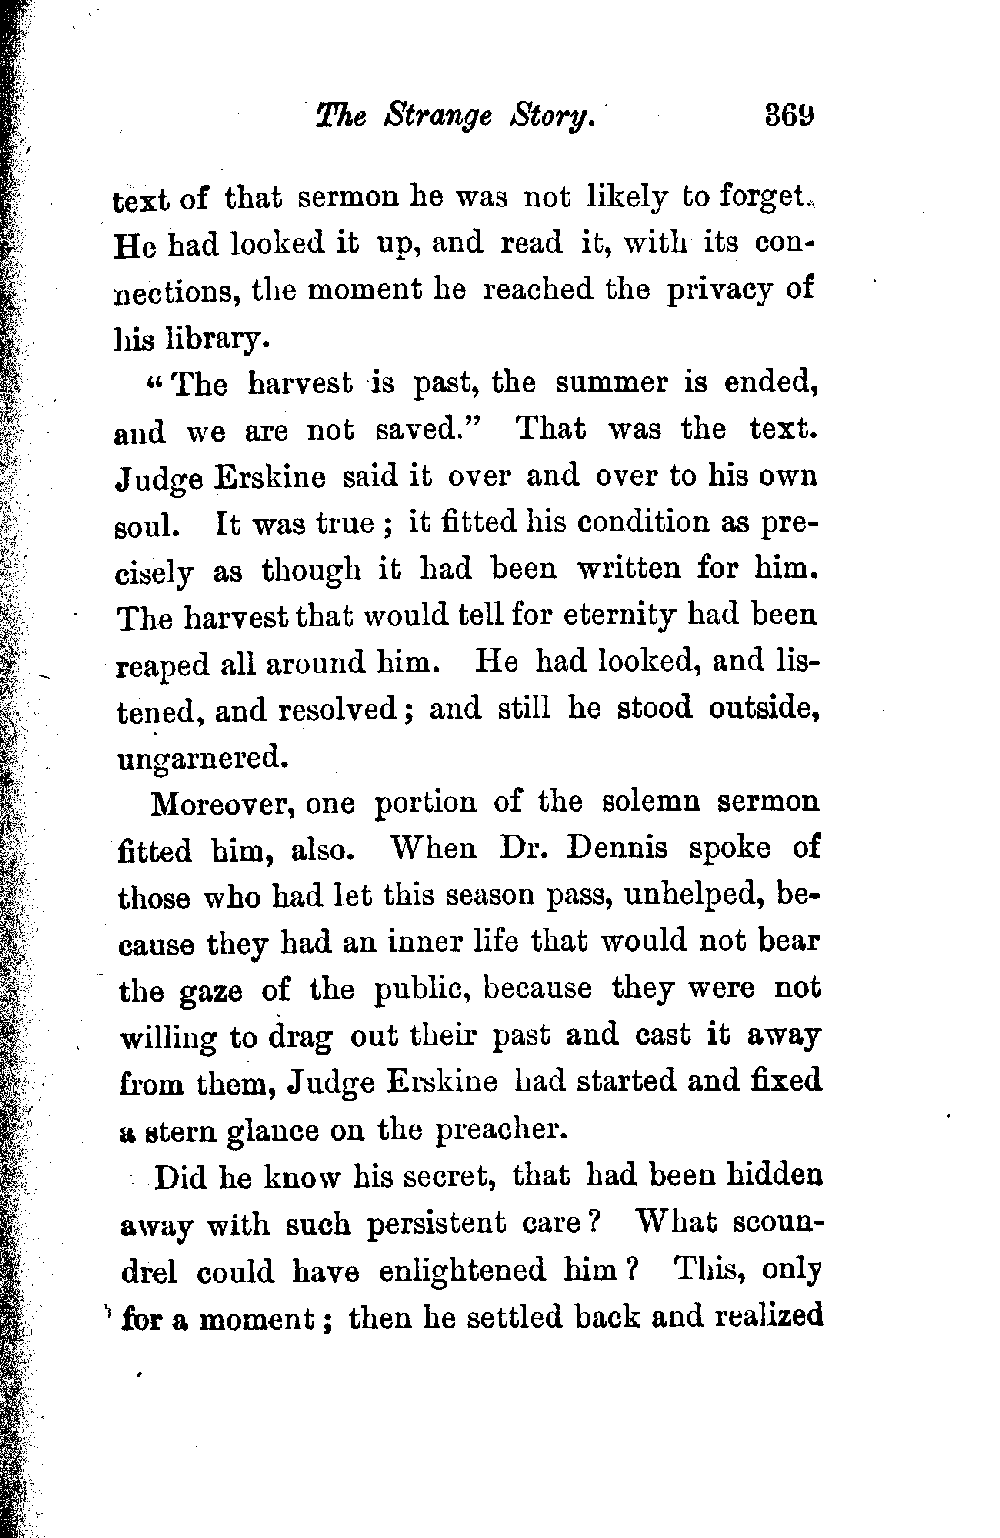 The Strange Story. 369
text of that sermon he was not likely to forget.
He had looked it up, and read it, with its con-
nections, the moment he reached the privacy of
his library.
“The harvest is past, the summer is ended,
and we are not saved.” That was the text.
Judge Erskine said it over and over to his own
soul. It was true; it fitted his condition as pre-
cisely as though it had been written for him.
The harvest that would tell for eternity had been
reaped all around him. He had looked, and lis-
tened, and resolved; and still he stood outside,
ungarnered.
Moreover, one portion of the solemn sermon
fitted him, also. When Dr. Dennis spoke of
those who had let this season pass, unhelped, be-
cause they had an inner life that would not bear
the gaze of the public, because they were not
willing to drag out their past and cast it away
from them, Judge Erskine had started and fixed
a stern glance on the preacher.
Did he know his secret, that had been hidden
away with such persistent care? What scoun-
drel could have enlightened him? This, only
for a moment; then he settled back and realized